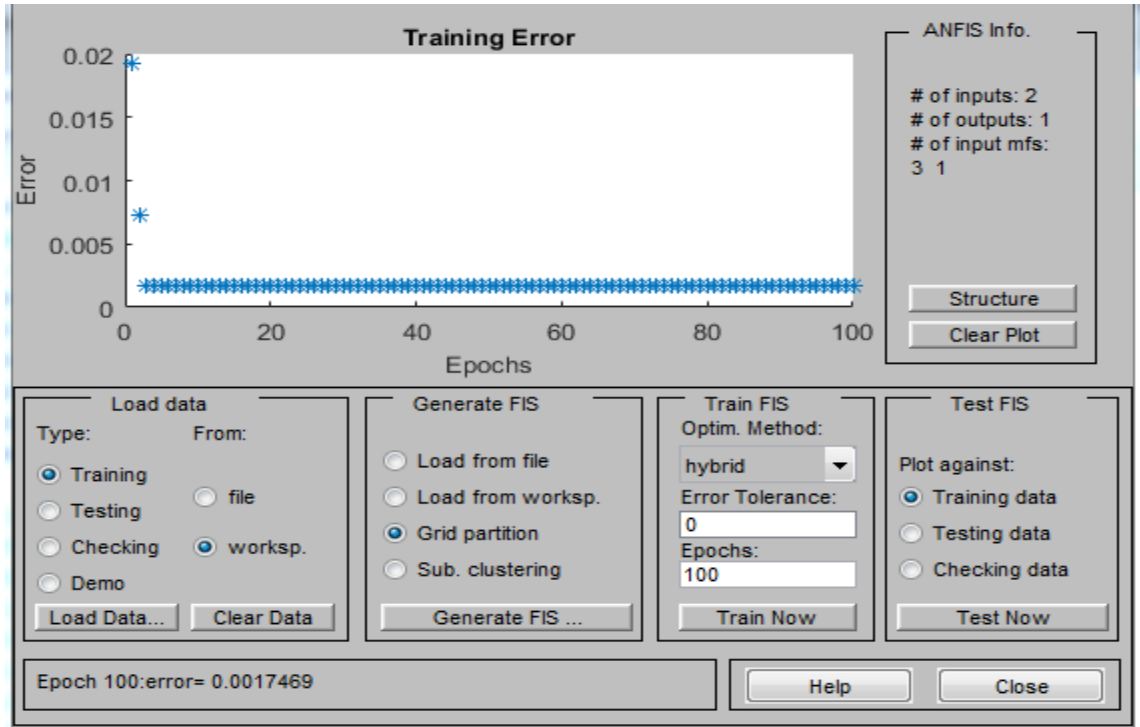 Training Error
0.02
0.015
0.01
0.005
0
Error
0
20
40
60
80
100
Epochs
ANFIS Info.
# of inputs: 2
# of outputs: 1
# of input mfs:
3 1
Structure
Clear Plot
Load data
Type:
From:
Training
Testing
Checking
Demo
file
worksp.
Load Data...
Clear Data
Generate FIS
Load from file
Load from worksp.
Grid partition
Sub. clustering
Generate FIS ...
Train FIS
Optim. Method:
hybrid
Error Tolerance:
0
Epochs:
100
Train Now
Test FIS
Plot against:
Training data
Testing data
Checking data
Test Now
Epoch 100:error= 0.0017469
Help
Close